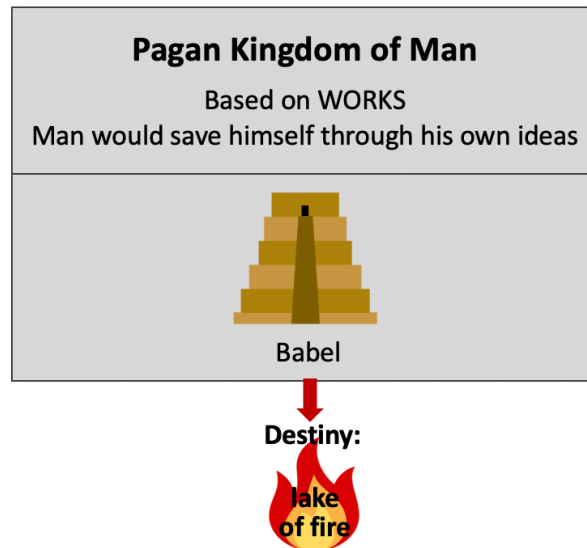 Pagan Kingdom of Man
Based on WORKS
Man would save himself through his own ideas
Babel
Destiny:
lake
of fire